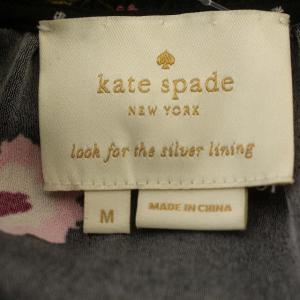 kate spade
NEW YORK
look for the silver lining
M
MADE IN CHINA